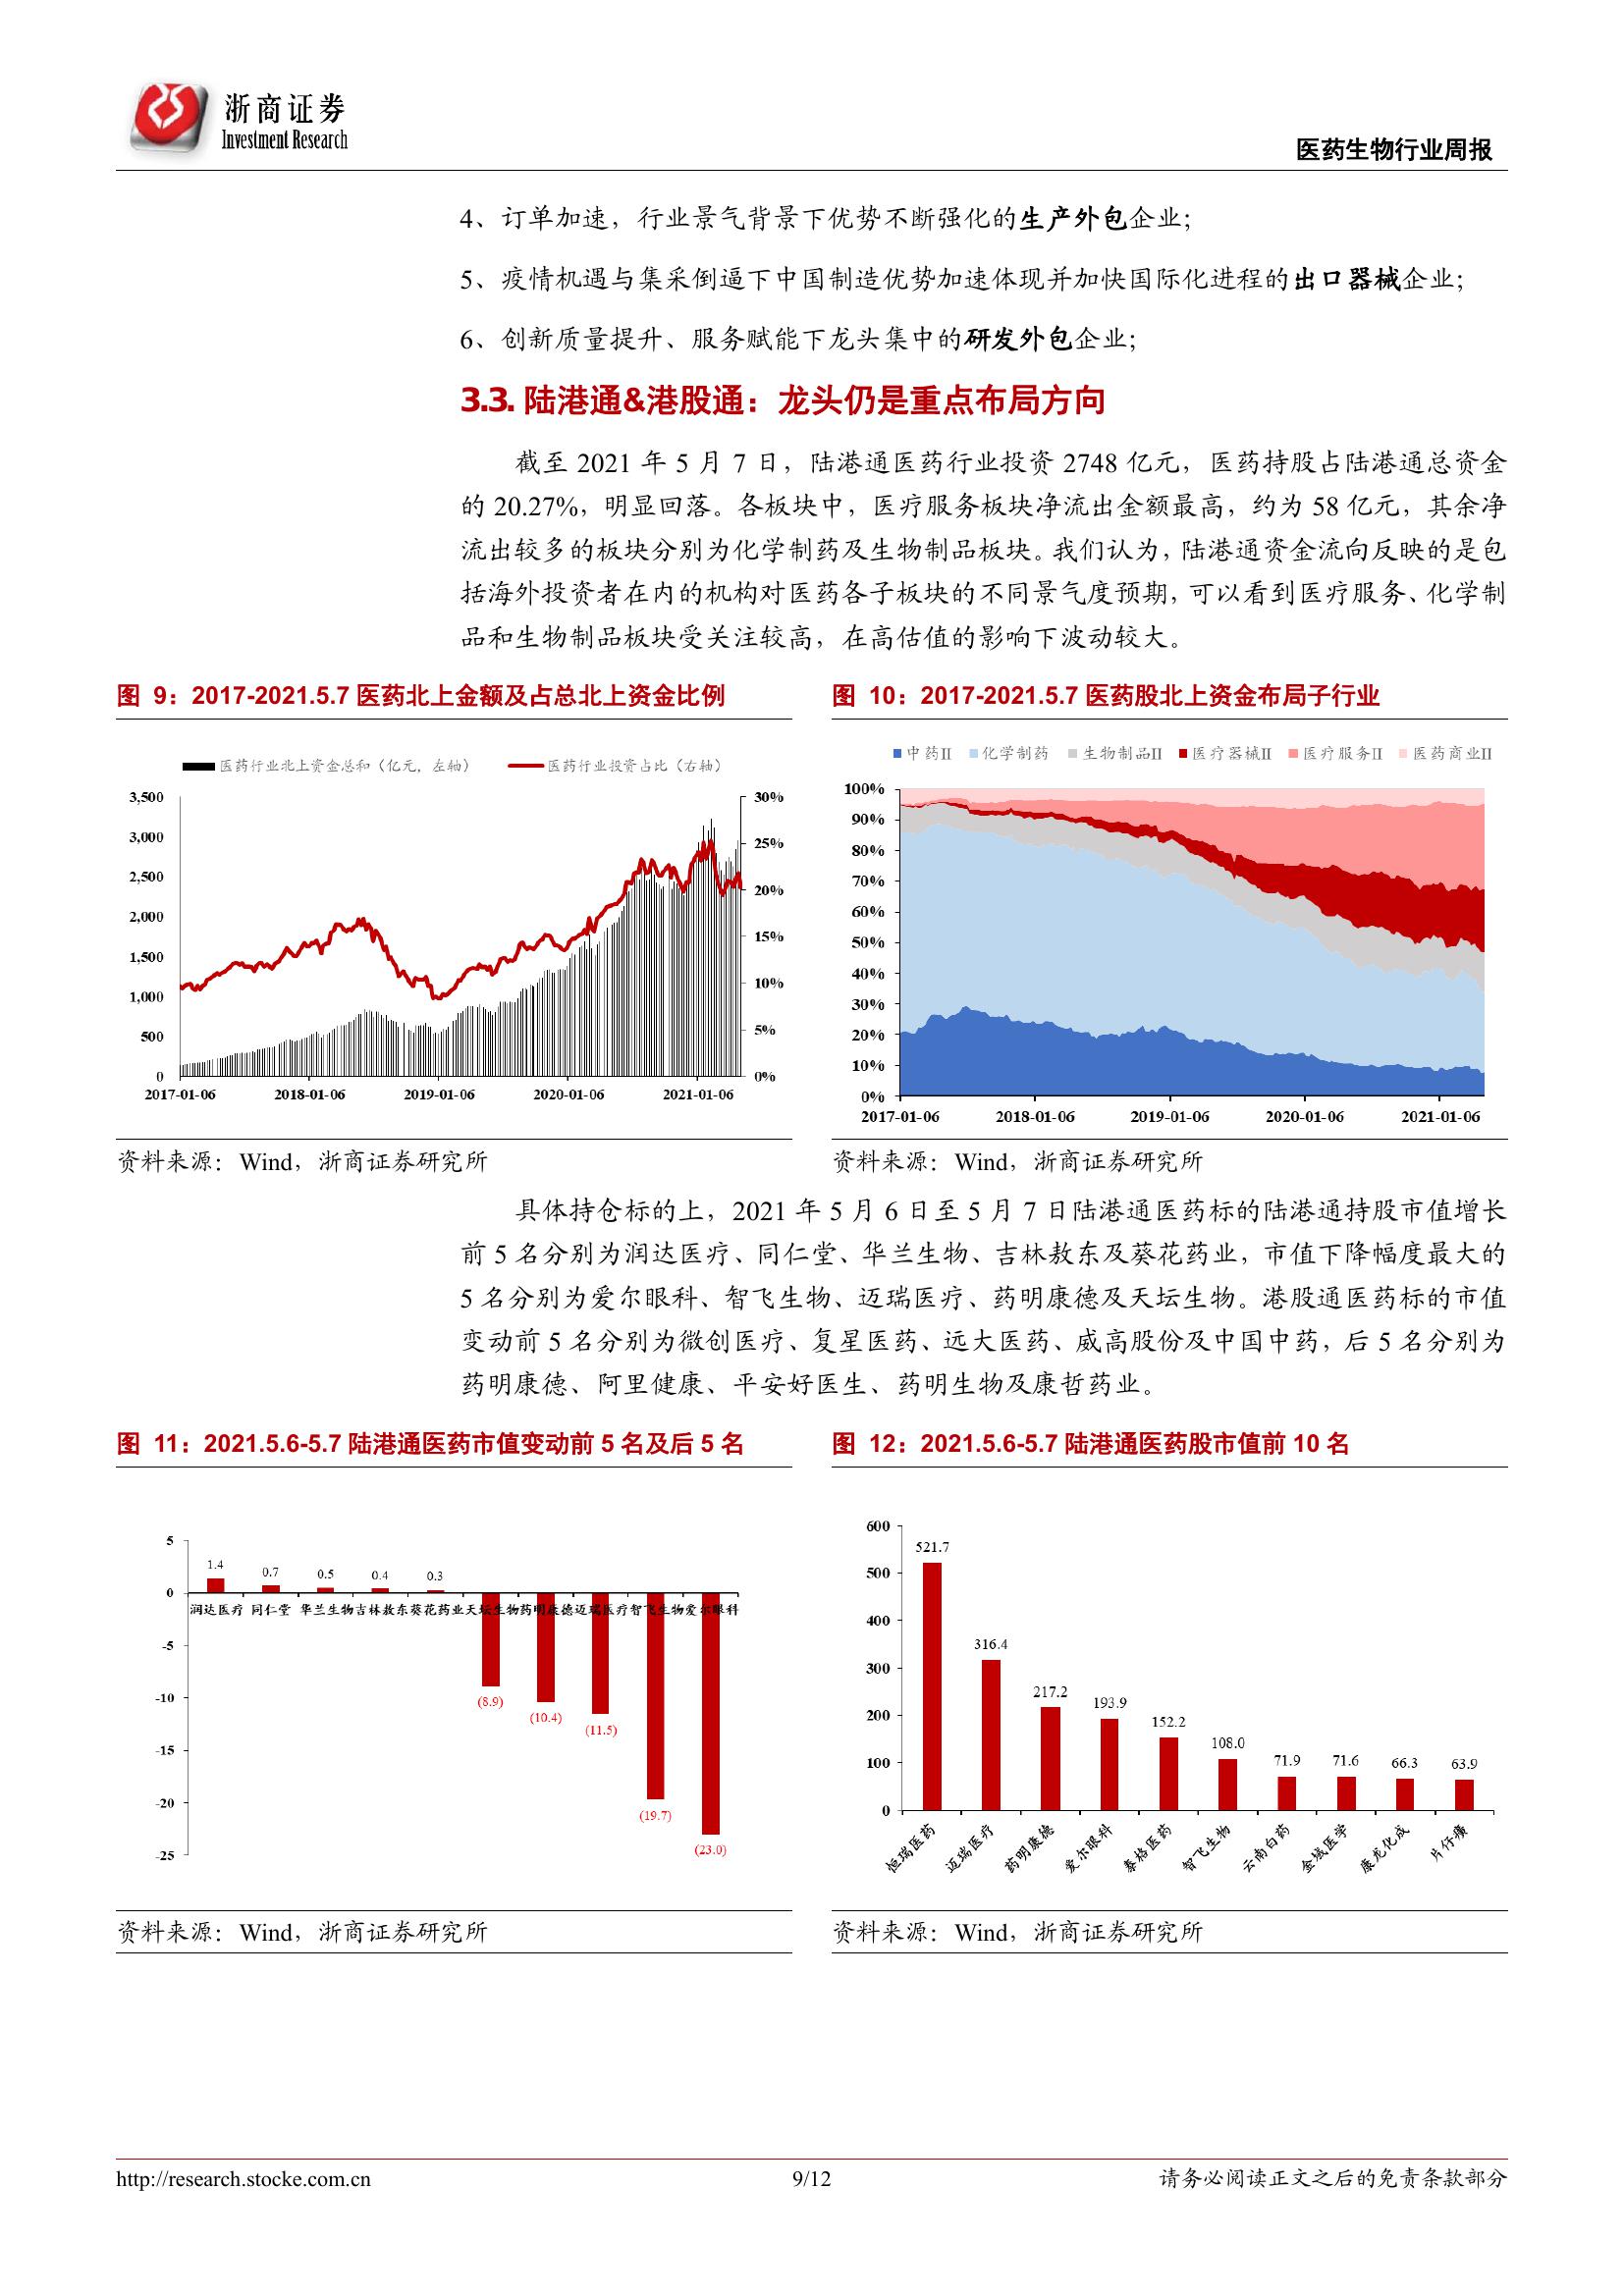 浙商证券
Investment Research
医药生物行业周报
4、订单加速，行业景气背景下优势不断强化的生产外包企业；
5、疫情机遇与集采倒逼下中国制造优势加速体现并加快国际化进程的出口器械企业；
6、创新质量提升、服务赋能下龙头集中的研发外包企业；
3.3. 陆港通&港股通：龙头仍是重点布局方向
截至 2021 年 5 月 7 日，陆港通医药行业投资 2748 亿元，医药持股占陆港通总资金
的 20.27%，明显回落。各板块中，医疗服务板块净流出金额最高，约为 58 亿元，其余净
流出较多的板块分别为化学制药及生物制品板块。我们认为，陆港通资金流向反映的是包
括海外投资者在内的机构对医药各子板块的不同景气度预期，可以看到医疗服务、化学制
品和生物制品板块受关注较高，在高估值的影响下波动较大。
图 9：2017-2021.5.7 医药北上金额及占总北上资金比例
医药行业北上资金总和（亿元，左轴） 医药行业投资占比（右轴）
3,500 30%
3,000 25%
2,500 20%
2,000
1,500 15%
1,000 10%
500 5%
0 0%
2017-01-06 2018-01-06 2019-01-06 2020-01-06 2021-01-06
资料来源：Wind，浙商证券研究所
图 10：2017-2021.5.7 医药股北上资金布局子行业
中药II 化学制药 生物制品II 医疗器械II 医疗服务II 医药商业II
100%
90%
80%
70%
60%
50%
40%
30%
20%
10%
0%
2017-01-06 2018-01-06 2019-01-06 2020-01-06 2021-01-06
资料来源：Wind，浙商证券研究所
具体持仓标的上，2021 年 5 月 6 日至 5 月 7 日陆港通医药标的陆港通持股市值增长
前 5 名分别为润达医疗、同仁堂、华兰生物、吉林敖东及葵花药业，市值下降幅度最大的
5 名分别为爱尔眼科、智飞生物、迈瑞医疗、药明康德及天坛生物。港股通医药标的市值
变动前 5 名分别为微创医疗、复星医药、远大医药、威高股份及中国中药，后 5 名分别为
药明康德、阿里健康、平安好医生、药明生物及康哲药业。
图 11：2021.5.6-5.7 陆港通医药市值变动前 5 名及后 5 名
5
1.4 0.7 0.5 0.4 0.3
0
润达医疗 同仁堂 华兰生物 吉林敖东 葵花药业 天坛生物 药明康德 迈瑞医疗 智飞生物 爱尔眼科
-5
-10
(8.9) (10.4) (11.5)
-15
-20
(19.7) (23.0)
-25
资料来源：Wind，浙商证券研究所
图 12：2021.5.6-5.7 陆港通医药股市值前 10 名
600
500
400
300
200
100
0
521.7 316.4 217.2 193.9 152.2 108.0 71.9 71.6 66.3 63.9
恒瑞医药 迈瑞医疗 药明康德 爱尔眼科 泰格医药 智飞生物 云南白药 金域医学 康龙化成 片仔癀
资料来源：Wind，浙商证券研究所
http://research.stocke.com.cn
9/12
请务必阅读正文之后的免责条款部分